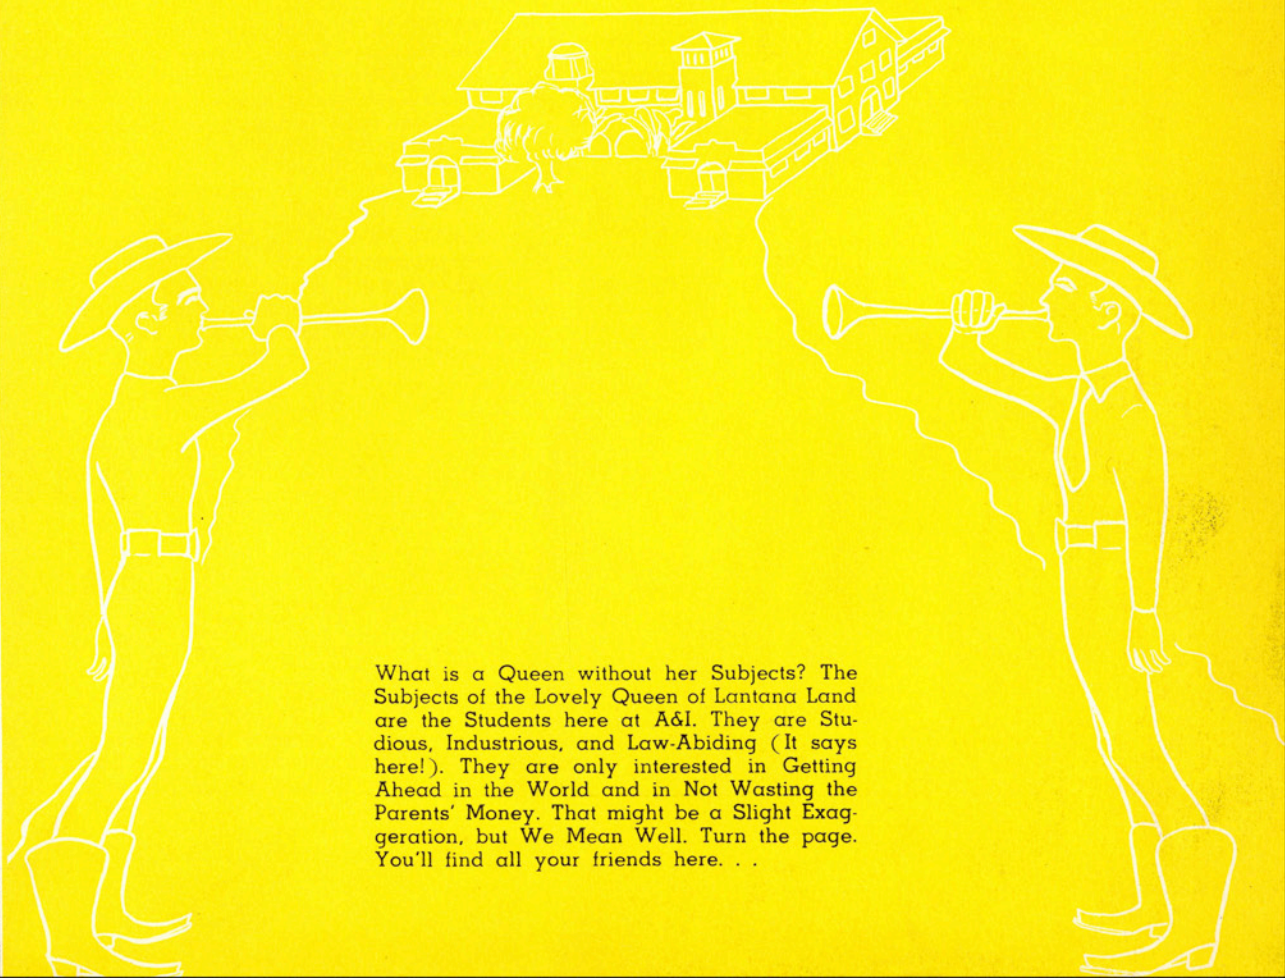 What is a Queen without her Subjects? The
Subjects of the Lovely Queen of Lantana Land
are the Students here at A&I. They are Stu-
dious, Industrious, and Law-Abiding (It says
here!). They are only interested in Getting
Ahead in the World and in Not Wasting the
Parents' Money. That might be a Slight Exag-
geration, but We Mean Well. Turn the page.
You'll find all your friends here. . .